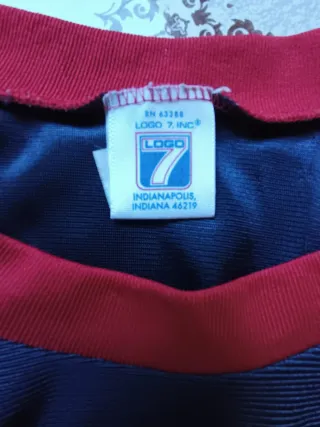 RN 63288
LOGO 7, INC®
LOGO
7
INDIANAPOLIS,
INDIANA 46219